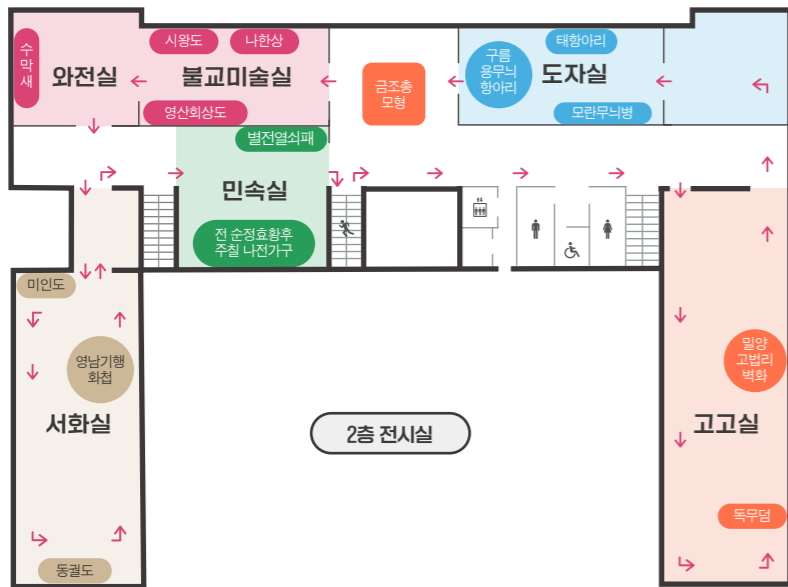 수
막
새
와전실
시왕도
나한상
불교미술실
영산회상도
금조총
모형
구름
용무늬
항아리
태항아리
도자실
모란무늬병
별전열쇠패
민속실
전 순정효황후
주칠 나전가구
미인도
영남기행
화첩
서화실
동궐도
2층 전시실
밀양
고법리
벽화
고고실
독무덤